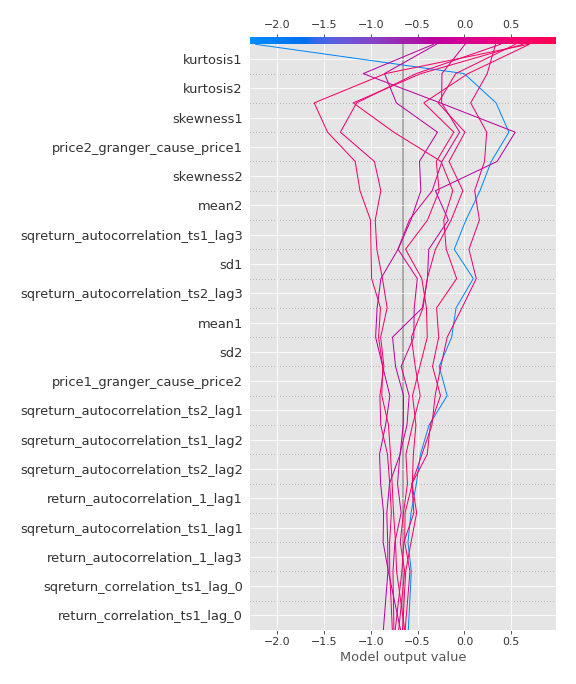 −2.0 −1.5 −1.0 −0.5 0.0 0.5
kurtosis1
kurtosis2
skewness1
price2_granger_cause_price1
skewness2
mean2
sqreturn_autocorrelation_ts1_lag3
sd1
sqreturn_autocorrelation_ts2_lag3
mean1
sd2
price1_granger_cause_price2
sqreturn_autocorrelation_ts2_lag1
sqreturn_autocorrelation_ts1_lag2
sqreturn_autocorrelation_ts2_lag2
return_autocorrelation_1_lag1
sqreturn_autocorrelation_ts1_lag1
return_autocorrelation_1_lag3
sqreturn_correlation_ts1_lag_0
return_correlation_ts1_lag_0
−2.0 −1.5 −1.0 −0.5 0.0 0.5
Model output value